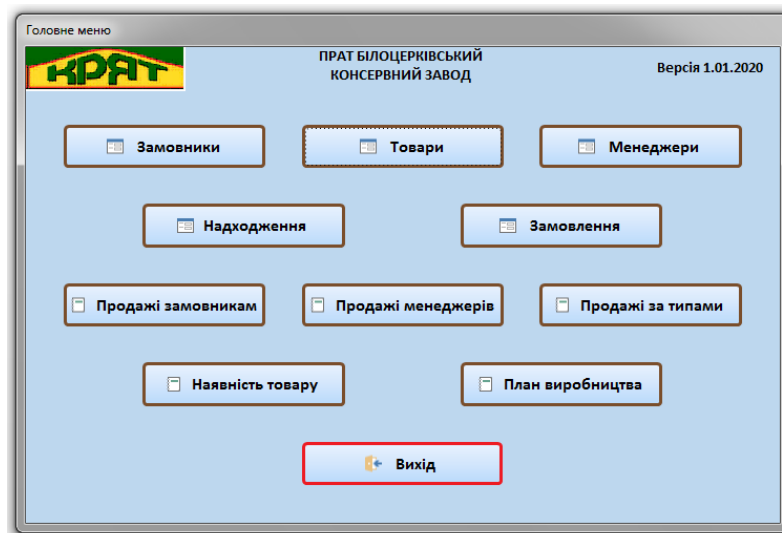 Головне меню
КРЯТ
ПРАТ БІЛОЦЕРКІВСЬКИЙ
КОНСЕРВНИЙ ЗАВОД
Версія 1.01.2020
Замовники
Товари
Менеджери
Надходження
Замовлення
Продажі замовникам
Продажі менеджерів
Продажі за типами
Наявність товару
План виробництва
Вихід